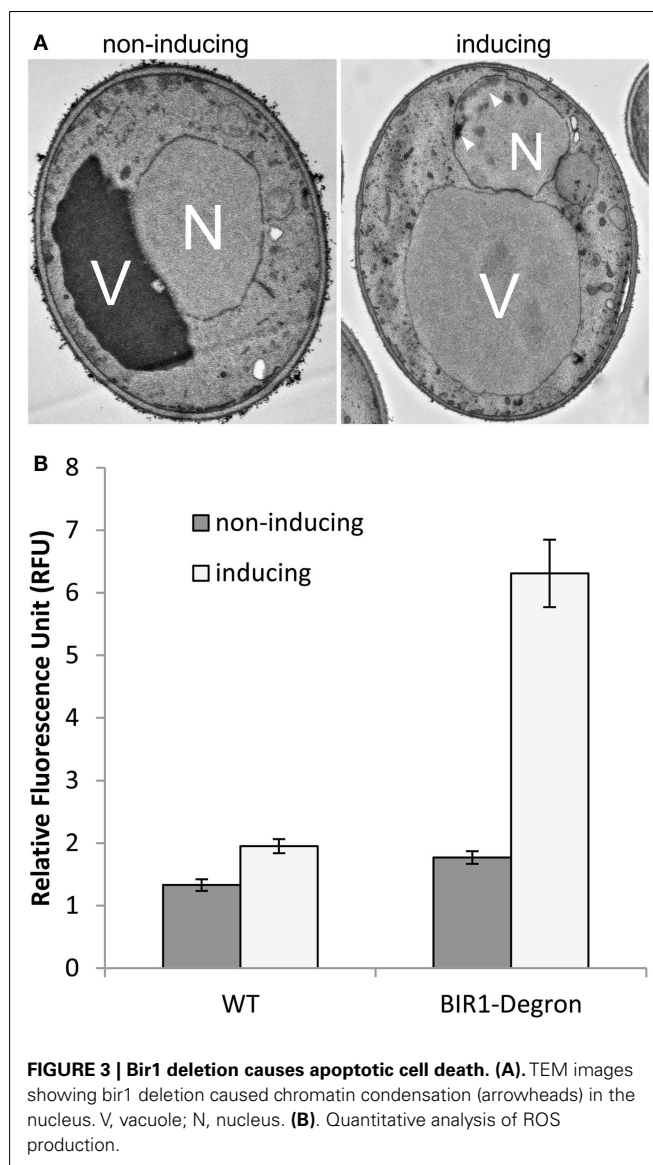 A
non-inducing
inducing
V
N
N
V
B
8
7
6
5
4
3
2
1
0
Relative Fluorescence Unit (RFU)
non-inducing
inducing
WT
BIR1-Degron
FIGURE 3 | Bir1 deletion causes apoptotic cell death. (A). TEM images
showing bir1 deletion caused chromatin condensation (arrowheads) in the
nucleus. V, vacuole; N, nucleus. (B). Quantitative analysis of ROS
production.